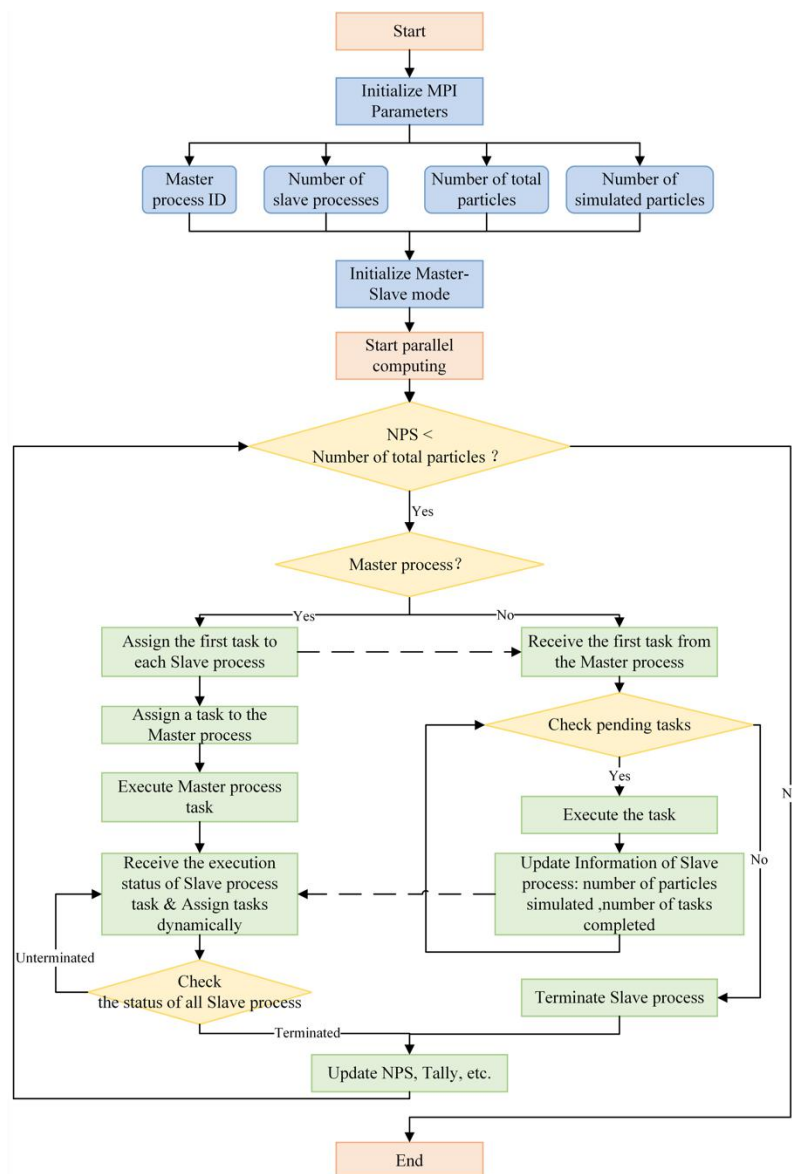 Start
Initialize MPI
Parameters
Master
process ID
Number of
slave processes
Number of total
particles
Number of
simulated particles
Initialize Master-
Slave mode
Start parallel
computing
NPS <
Number of total particles ?
Yes
Master process?
Yes
No
Assign the first task to
each Slave process
Receive the first task from
the Master process
Assign a task to the
Master process
Check pending tasks
Yes
N
Execute Master process
task
Execute the task
No
Receive the execution
status of Slave process
task & Assign tasks
dynamically
Update Information of Slave
process: number of particles
simulated ,number of tasks
completed
Unterminated
Check
the status of all Slave process
Terminate Slave process
Terminated
Update NPS, Tally, etc.
End